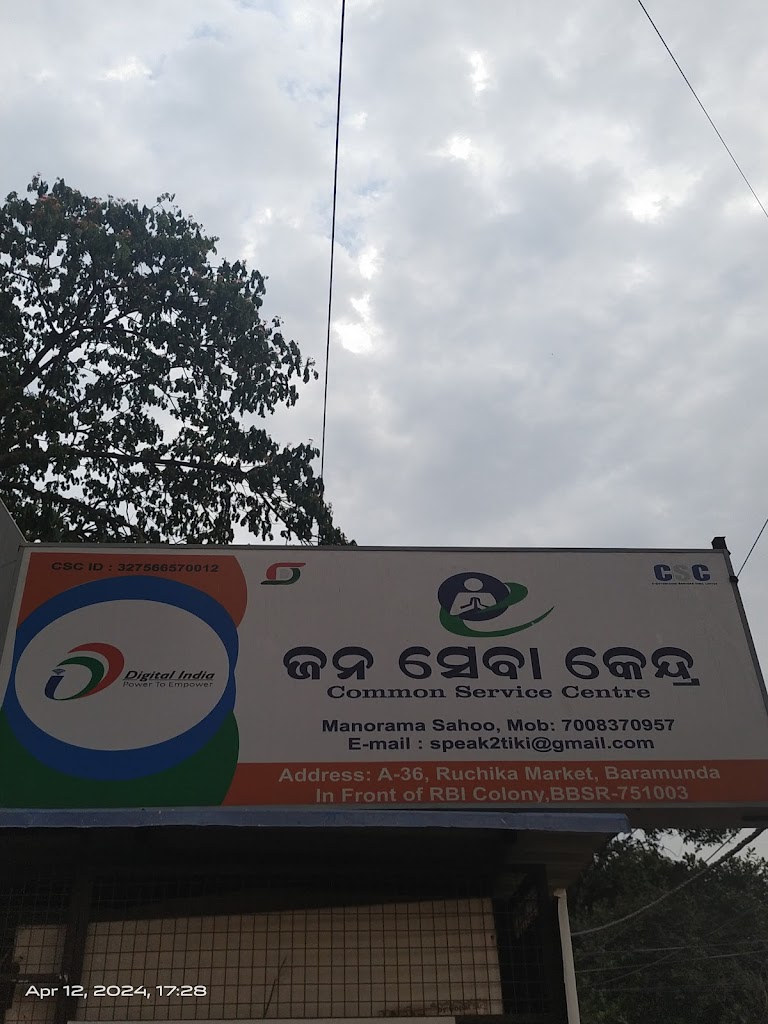 CSC ID : 327566570012
CSC
Digital India
Power To Empower
ଜନ ସେବା କେନ୍ଦ୍ର
Common Service Centre
Manorama Sahoo, Mob: 7008370957
E-mail : speak2tiki@gmail.com
Address: A-36, Ruchika Market, Baramunda
In Front of RBI Colony,BBSR-751003
Apr 12, 2024, 17:28